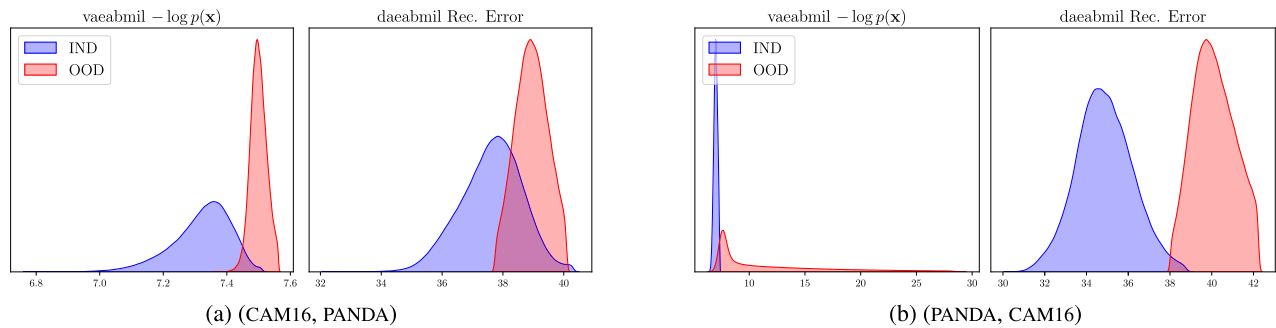 vaeabmil − log p(x)
daeabmil Rec. Error
IND
OOD
6.8 7.0 7.2 7.4 7.6
32 34 36 38 40
(a) (CAM16, PANDA)
vaeabmil − log p(x)
daeabmil Rec. Error
IND
OOD
5 10 15 20 25 30
30 32 34 36 38 40 42
(b) (PANDA, CAM16)